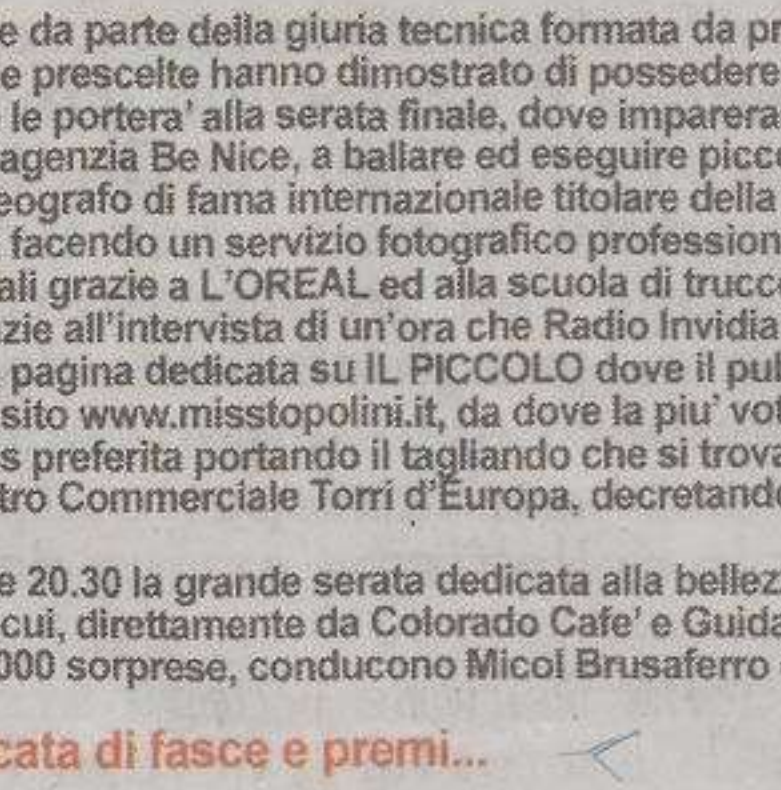 e da parte della giuria tecnica formata da pr
e prescelte hanno dimostrato di possedere
le portera' alla serata finale, dove imparera
agenzia Be Nice, a ballare ed eseguire picc
eografo di fama internazionale titolare della
facendo un servizio fotografico profession
ali grazie a L'OREAL ed alla scuola di trucc
zie all'intervista di un'ora che Radio Invidia
pagina dedicata su IL PICCOLO dove il pub
sito www.misstopolini.it, da dove la piu' vo
s preferita portando il tagliando che si trova
tro Commerciale Torri d'Europa, decretand
e 20.30 la grande serata dedicata alla bellez
cui, direttamente da Colorado Cafe' e Guida
000 sorprese, conducono Micol Brusaferro
cata di fasce e premi...